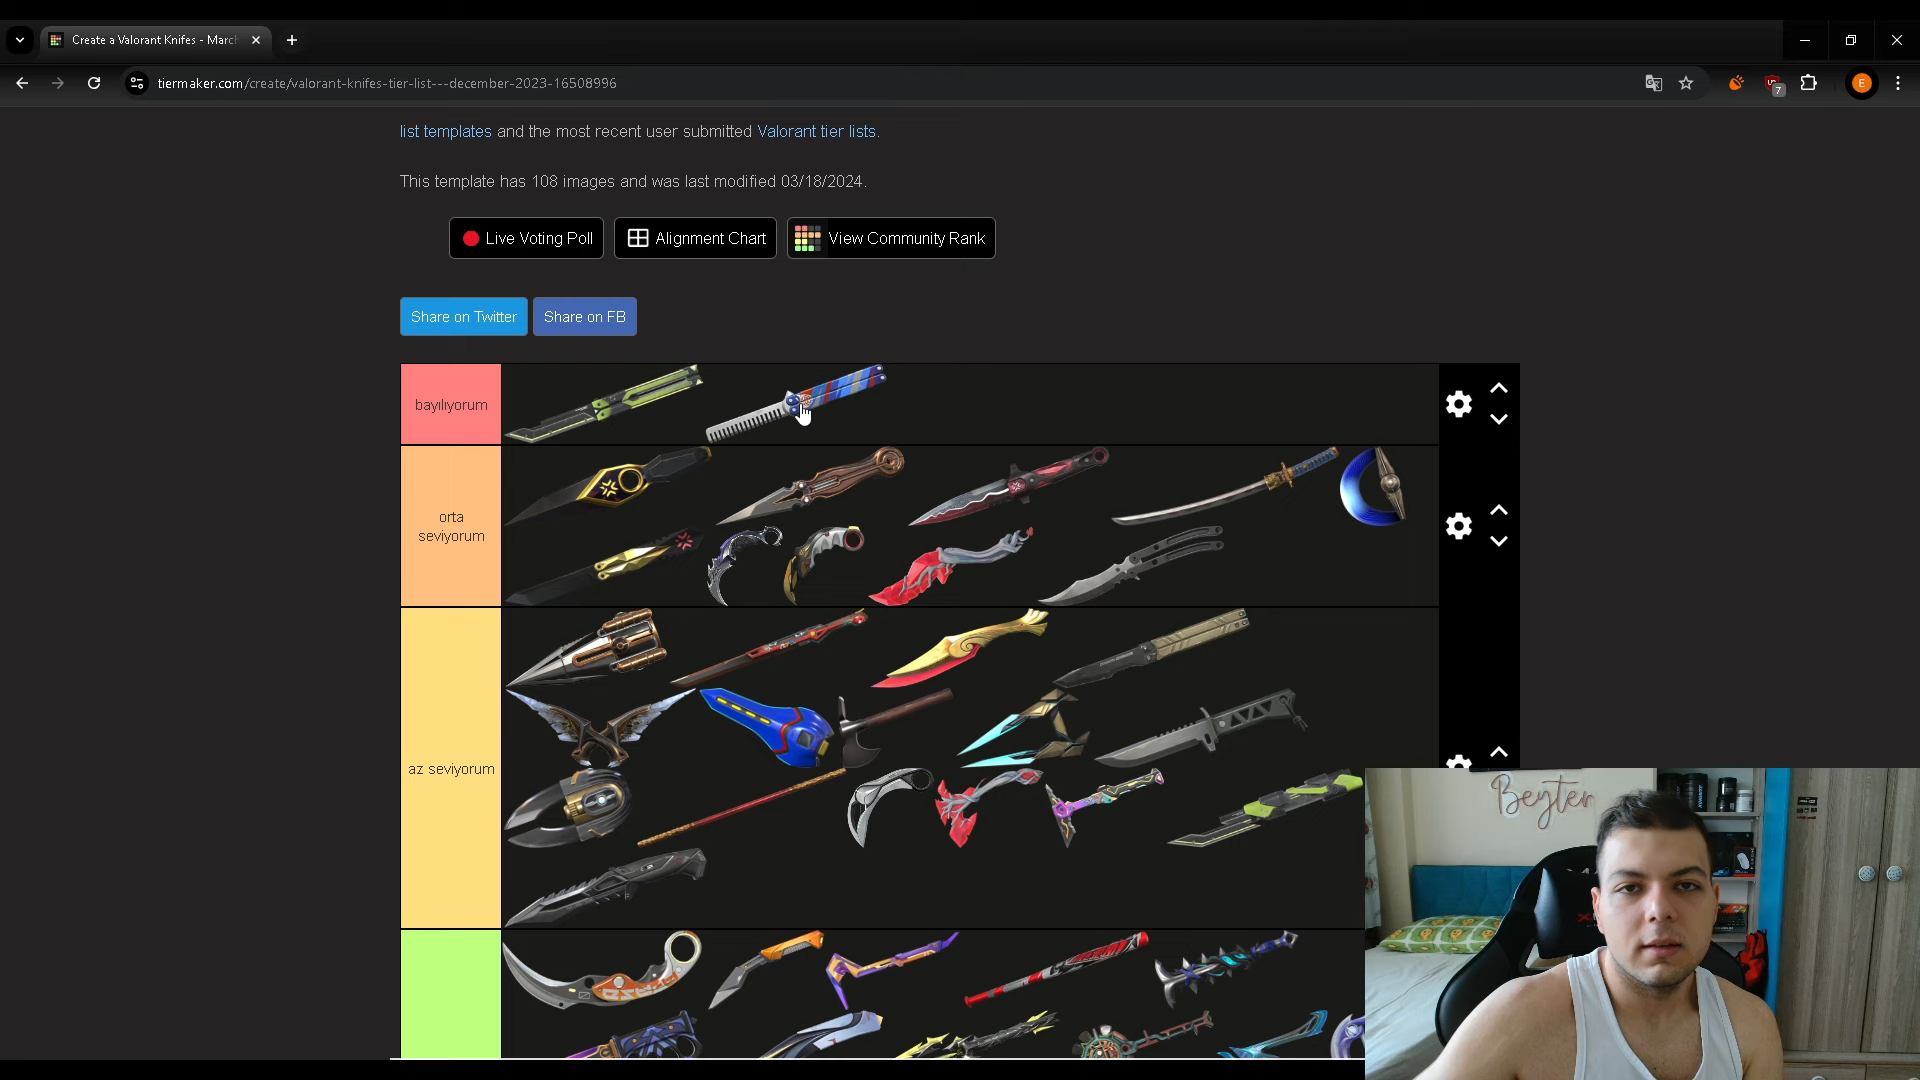 Create a Valorant Knifes - Marc
tiermaker.com/create/valorant-knifes-tier-list---december-2023-16508996
E
7
list templates and the most recent user submitted Valorant tier lists.
This template has 108 images and was last modified 03/18/2024.
Live Voting Poll
Alignment Chart
View Community Rank
Share on Twitter
Share on FB
bayılıyorum
orta
seviyorum
az seviyorum
Beyter